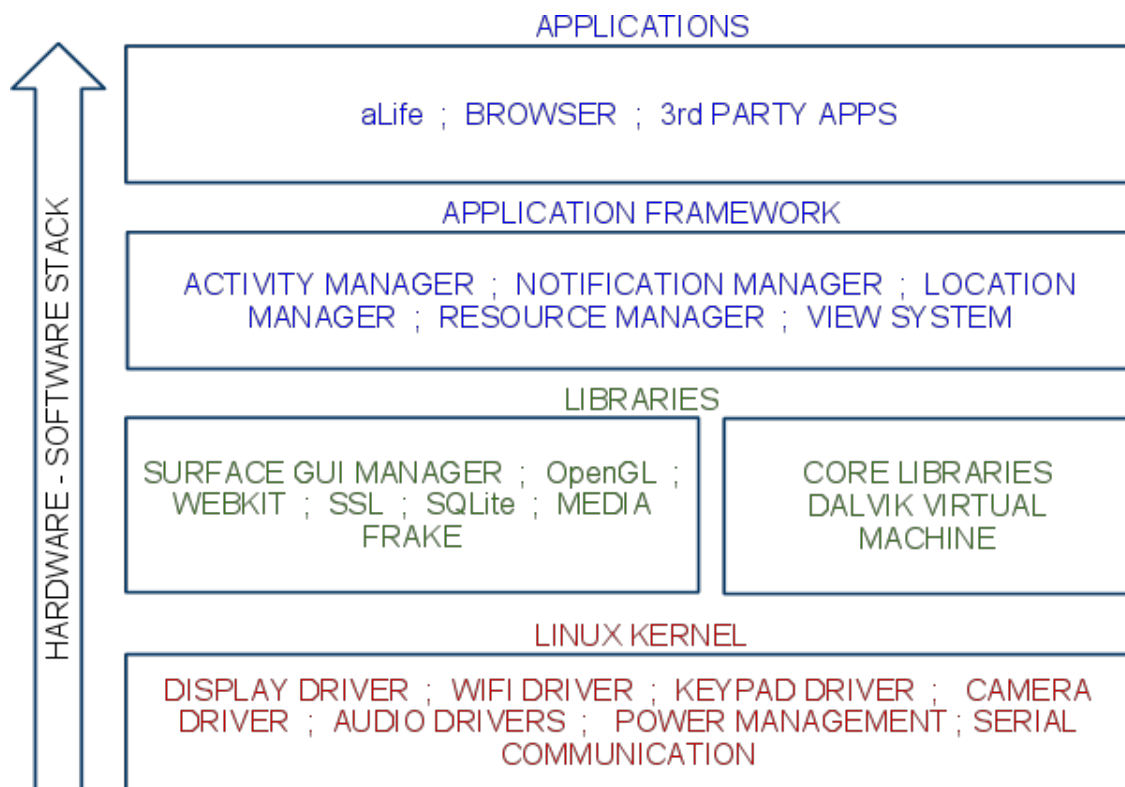 APPLICATIONS
aLife ; BROWSER ; 3rd PARTY APPS
APPLICATION FRAMEWORK
ACTIVITY MANAGER ; NOTIFICATION MANAGER ; LOCATION
MANAGER ; RESOURCE MANAGER ; VIEW SYSTEM
LIBRARIES
SURFACE GUI MANAGER ; OpenGL ;
WEBKIT ; SSL ; SQLite ; MEDIA
FRAKE
CORE LIBRARIES
DALVIK VIRTUAL
MACHINE
LINUX KERNEL
DISPLAY DRIVER ; WIFI DRIVER ; KEYPAD DRIVER ; CAMERA
DRIVER ; AUDIO DRIVERS ; POWER MANAGEMENT ; SERIAL
COMMUNICATION
HARDWARE - SOFTWARE STACK